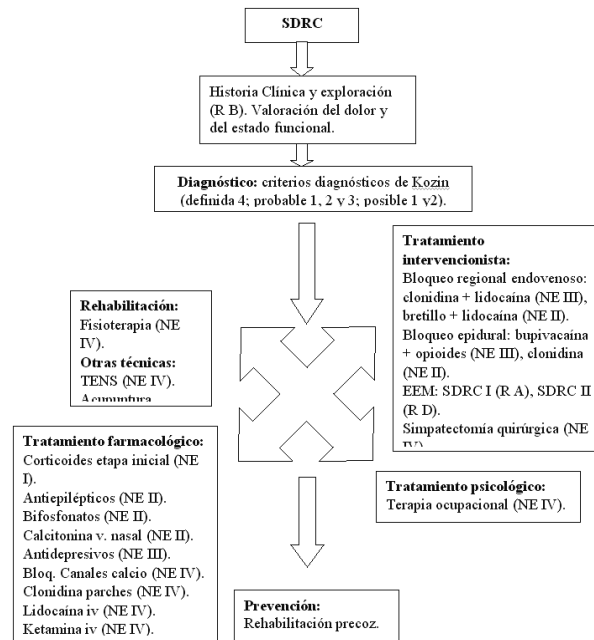 SDRC
Historia Clínica y exploración
(R B). Valoración del dolor y
del estado funcional.
Diagnóstico: criterios diagnósticos de Kozin
(definida 4; probable 1, 2 y 3; posible 1 y2).
Tratamiento
intervencionista:
Bloqueo regional endovenoso:
clonidina + lidocaína (NE III),
bretillo + lidocaína (NE II).
Bloqueo epidural: bupivacaína
+ opioides (NE III), clonidina
(NE II).
EEM: SDRC I (R A), SDRC II
(R D).
Simpatectomía quirúrgica (NE
IV)
Rehabilitación:
Fisioterapia (NE
IV).
Otras técnicas:
TENS (NE IV).
Acupuntura
Tratamiento farmacológico:
Corticoides etapa inicial (NE
I).
Antiepilépticos (NE II).
Bifosfonatos (NE II).
Calcitonina v. nasal (NE II).
Antidepresivos (NE III).
Bloq. Canales calcio (NE IV).
Clonidina parches (NE IV).
Lidocaína iv (NE IV).
Ketamina iv (NE IV).
Tratamiento psicológico:
Terapia ocupacional (NE IV).
Prevención:
Rehabilitación precoz.